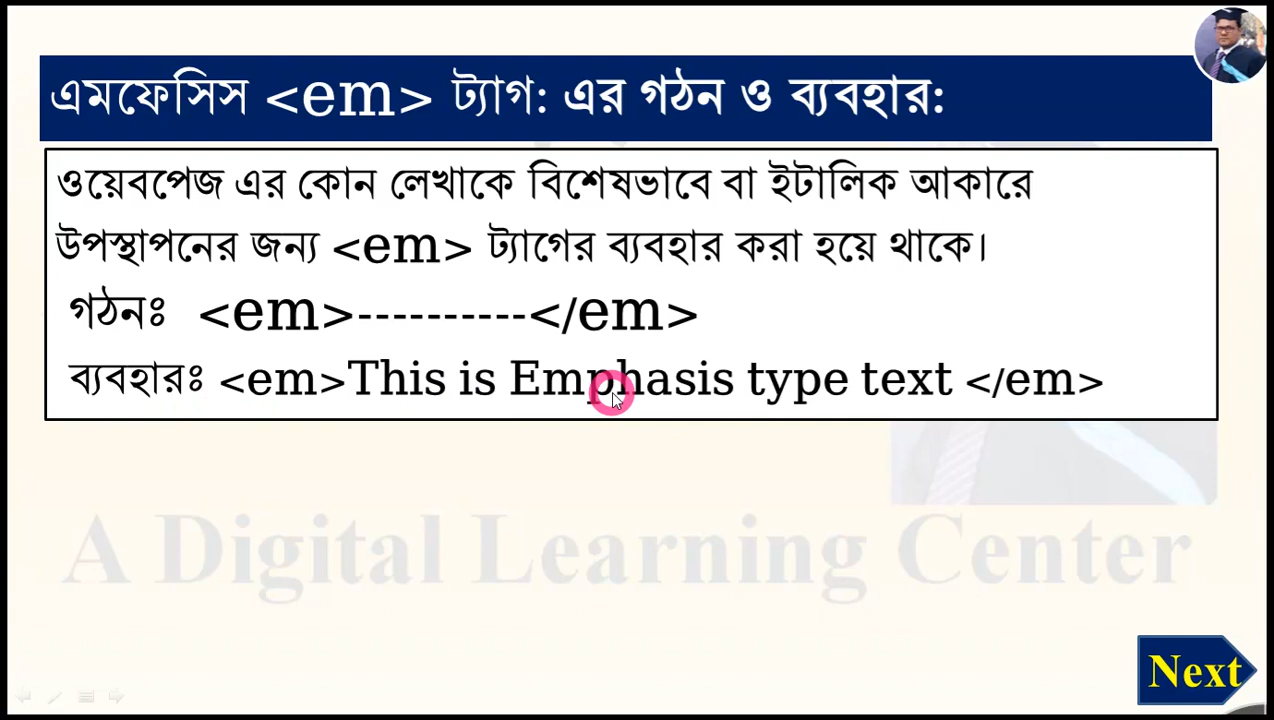 এমফেসিস <em> ট্যাগ: এর গঠন ও ব্যবহার:
ওয়েবপেজ এর কোন লেখাকে বিশেষভাবে বা ইটালিক আকারে
উপস্থাপনের জন্য <em> ট্যাগের ব্যবহার করা হয়ে থাকে।
গঠনঃ <em>----------</em>
ব্যবহারঃ <em>This is Emphasis type text </em>
A Digital Learning Center
Next